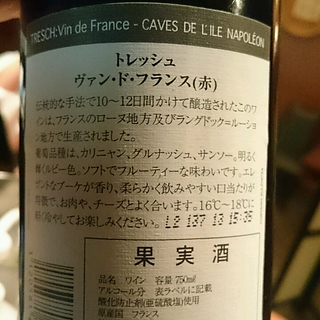 TRESCH:Vin de France - CAVES DE L'ILE NAPOLÉON
トレッシュ
ヴァン・ド・フランス(赤)
伝統的な手法で10～12日間かけて醸造されたこのワ
インは、フランスのローヌ地方及びラングドック=ルーショ
ン地方で生産されました。
葡萄品種は、カリニャン、グルナッシュ、サンソー。明るく
輝くルビー色。ソフトでフルーティーな味わいです。エレ
ガントなブーケが香り、柔らかく飲みやすい口当たりが
特徴で、お肉や、チーズとよく合います。16℃～18℃に
軽く冷やしてお楽しみください。 L2 137 13 15:35
果実酒
品名 ワイン 容量 750ml
アルコール分 表ラベルに記載
酸化防止剤(亜硫酸塩)使用
原産国 フランス